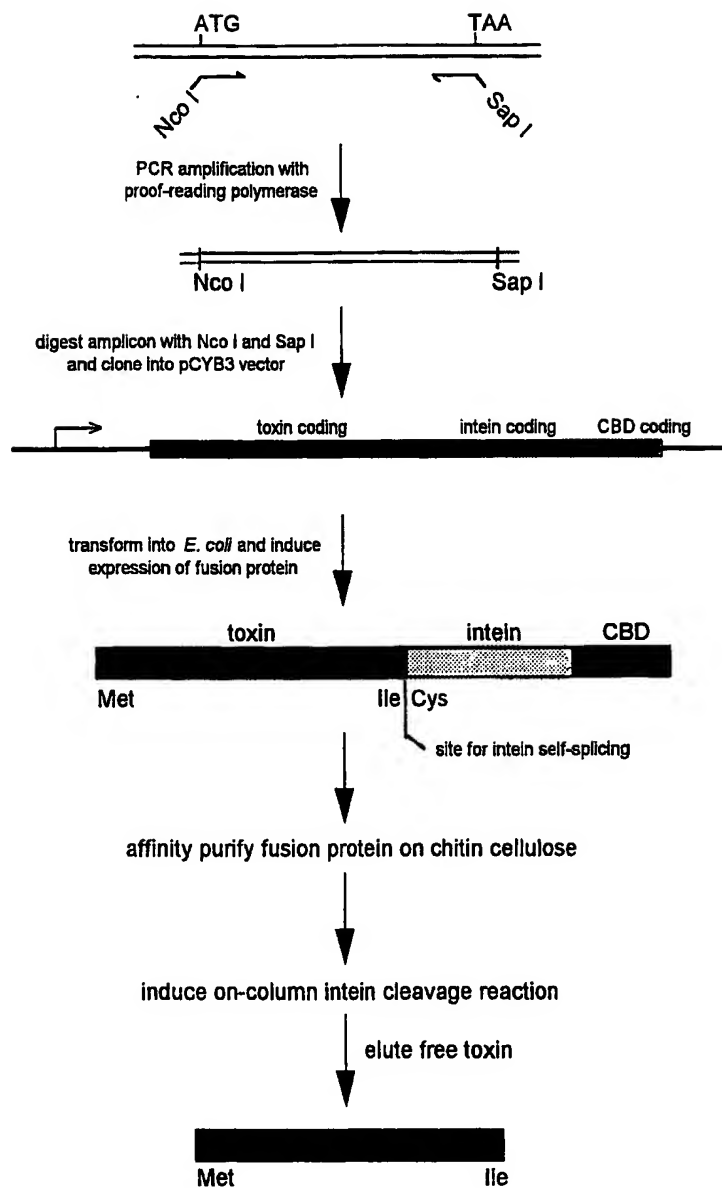 ATG TAA
Nco I Sap I
PCR amplification with
proof-reading polymerase
Nco I Sap I
digest amplicon with Nco I and Sap I
and clone into pCYB3 vector
toxin coding intein coding CBD coding
transform into E. coli and induce
expression of fusion protein
toxin intein CBD
Met Ile Cys
site for intein self-splicing
affinity purify fusion protein on chitin cellulose
induce on-column intein cleavage reaction
elute free toxin
Met Ile